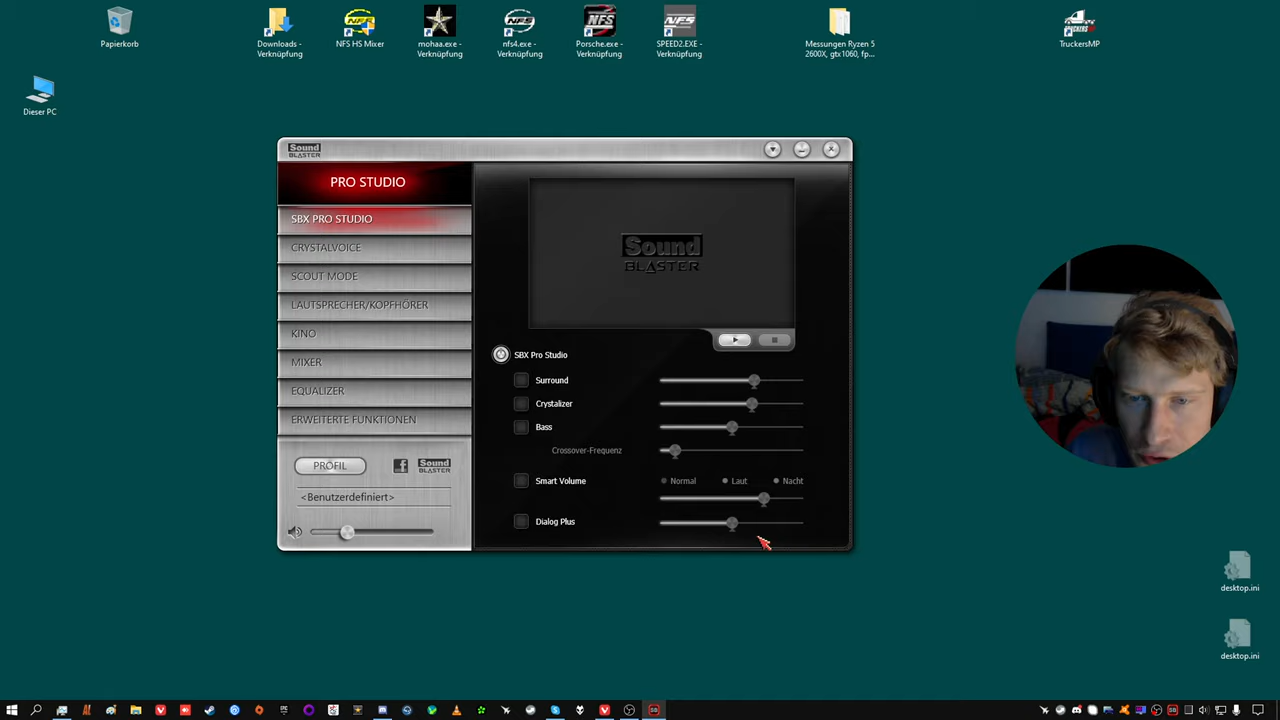 Papierkorb
Downloads -
Verknüpfung
NFS HS Mixer
mohaa.exe -
Verknüpfung
nfs4.exe -
Verknüpfung
Porsche.exe -
Verknüpfung
SPEED2.EXE -
Verknüpfung
Messungen Ryzen 5
2600X, gtx1060, fp...
TruckersMP
Dieser PC
Sound
BLASTER
PRO STUDIO
SBX PRO STUDIO
CRYSTALVOICE
SCOUT MODE
LAUTSPRECHER/KOPFHÖRER
KINO
MIXER
EQUALIZER
ERWEITERTE FUNKTIONEN
PROFIL
Sound
BLASTER
<Benutzerdefiniert>
Sound
BLASTER
SBX Pro Studio
Surround
Crystalizer
Bass
Crossover-Frequenz
Smart Volume
Normal
Laut
Nacht
Dialog Plus
desktop.ini
desktop.ini